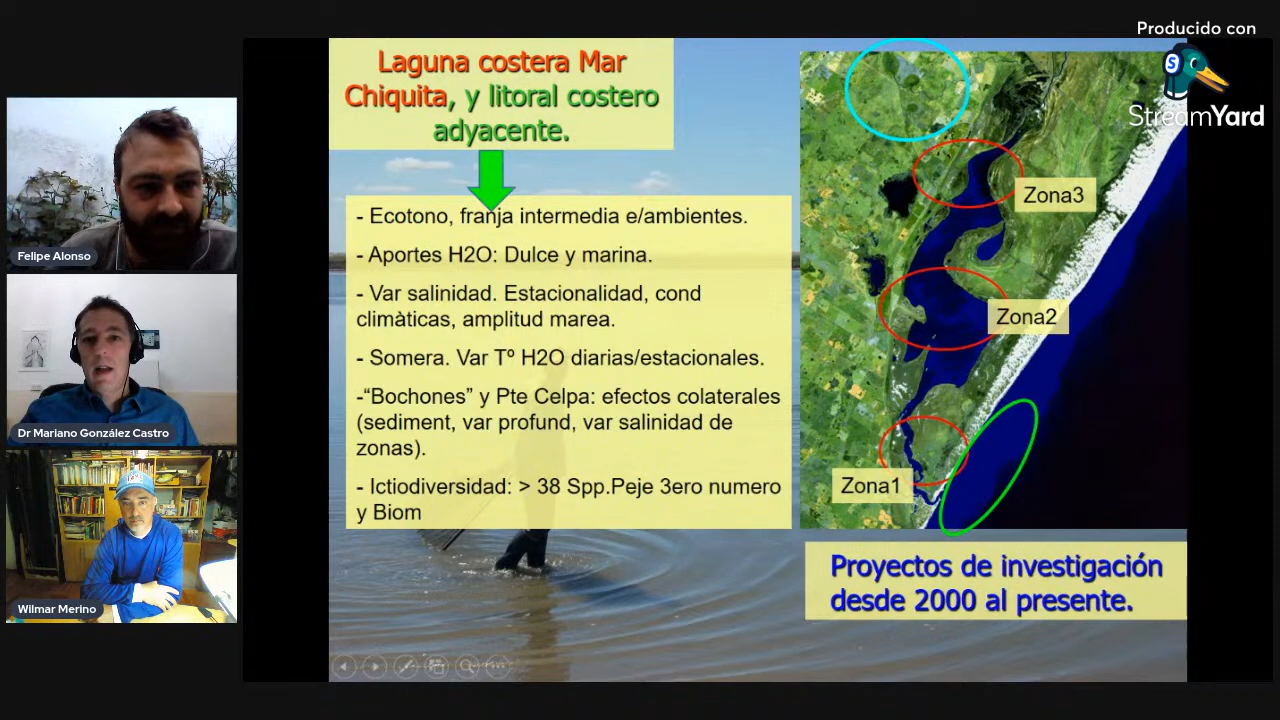 Producido con
StreamYard
Felipe Alonso
Dr Mariano González Castro
Wilmar Merino
Laguna costera Mar
Chiquita, y litoral costero
adyacente.
- Ecotono, franja intermedia e/ambientes.
- Aportes H2O: Dulce y marina.
- Var salinidad. Estacionalidad, cond
climàticas, amplitud marea.
- Somera. Var Tº H2O diarias/estacionales.
-“Bochones” y Pte Celpa: efectos colaterales
(sediment, var profund, var salinidad de
zonas).
- Ictiodiversidad: > 38 Spp.Peje 3ero numero
y Biom
Zona3
Zona2
Zona1
Proyectos de investigación
desde 2000 al presente.